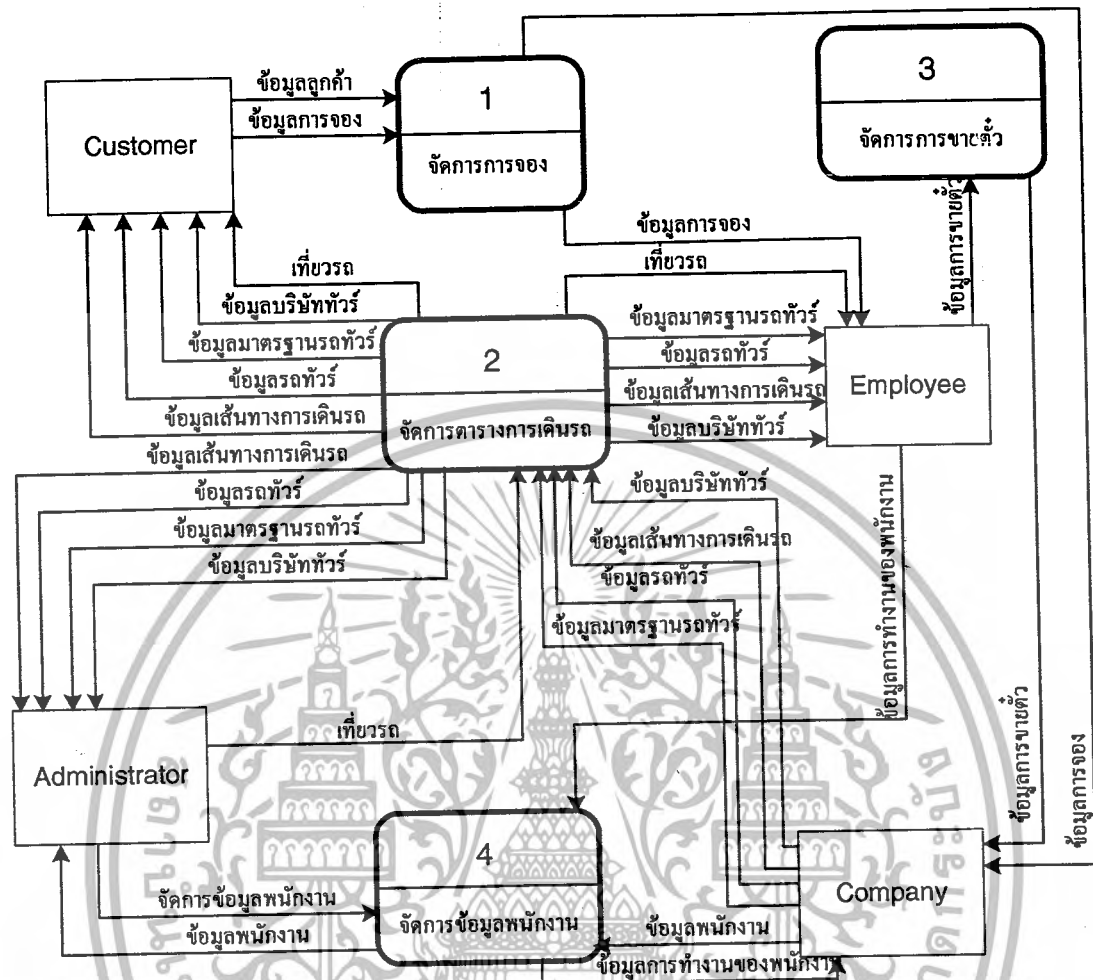 1
3
ข้อมูลลูกค้า
ข้อมูลการจอง
Customer
จัดการการจอง
จัดการการขายตั๋ว
ข้อมูลการจอง
เที่ยวรถ
เที่ยวรถ
ข้อมูลการขายตั๋ว
ข้อมูลบริษัททัวร์
ข้อมูลมาตรฐานรถทัวร์
ข้อมูลรถทัวร์
ข้อมูลเส้นทางการเดินรถ
2
จัดการตารางการเดินรถ
ข้อมูลมาตรฐานรถทัวร์
ข้อมูลรถทัวร์
ข้อมูลเส้นทางการเดินรถ
ข้อมูลบริษัททัวร์
Employee
ข้อมูลเส้นทางการเดินรถ
ข้อมูลรถทัวร์
ข้อมูลมาตรฐานรถทัวร์
ข้อมูลบริษัททัวร์
ข้อมูลบริษัททัวร์
ข้อมูลเส้นทางการเดินรถ
ข้อมูลรถทัวร์
ข้อมูลมาตรฐานรถทัวร์
ข้อมูลการทำงานของพนักงาน
ข้อมูลการขายตั๋ว
ข้อมูลการจอง
เที่ยวรถ
Administrator
4
จัดการข้อมูลพนักงาน
Company
จัดการข้อมูลพนักงาน
ข้อมูลพนักงาน
ข้อมูลพนักงาน
ข้อมูลการทำงานของพนักงาน